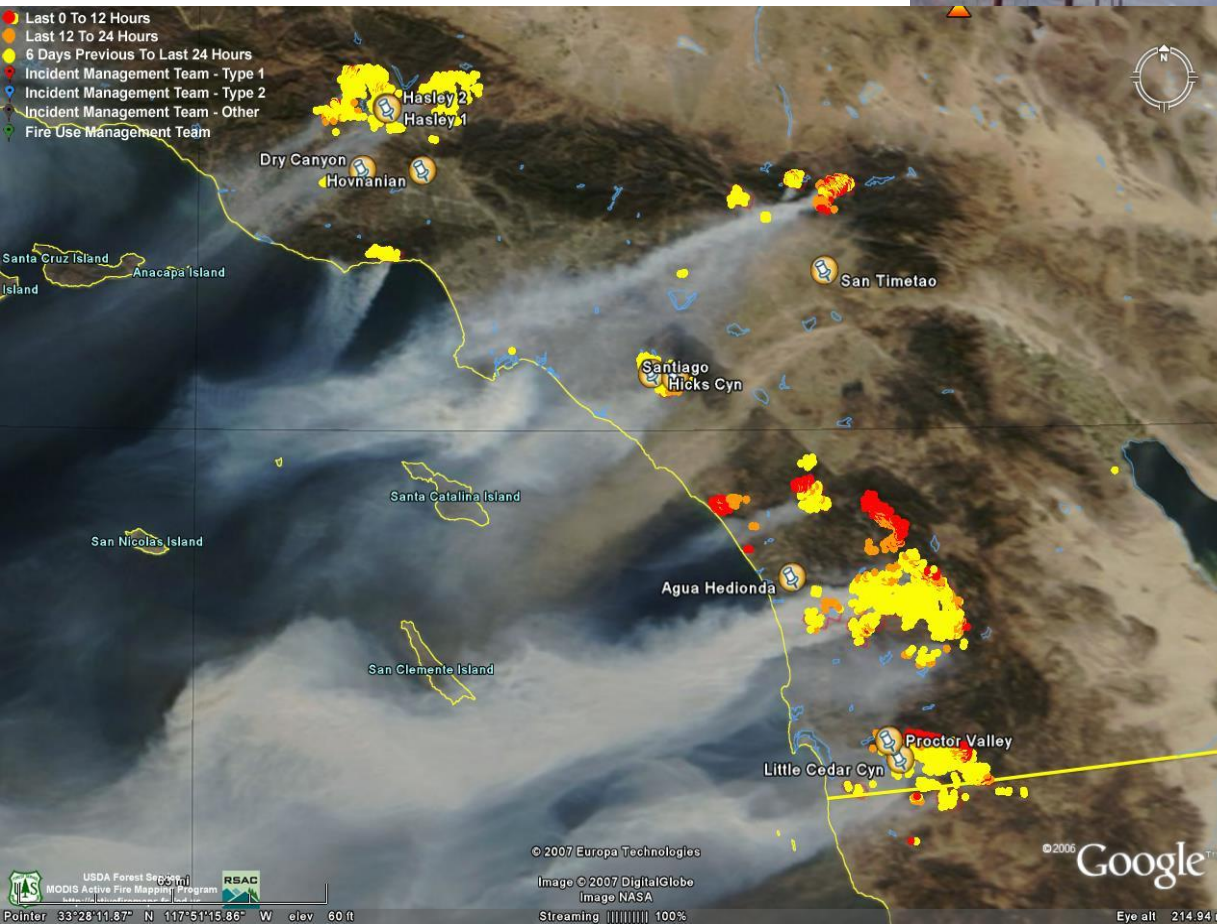 Last 0 To 12 Hours
Last 12 To 24 Hours
6 Days Previous To Last 24 Hours
Incident Management Team - Type 1
Incident Management Team - Type 2
Incident Management Team - Other
Fire Use Management Team
N
Hasley 2
Hasley 1
Dry Canyon
Hovnanian
Santa Cruz Island
Anacapa Island
Island
San Timetao
Santiago
Hicks Cyn
Santa Catalina Island
San Nicolas Island
Agua Hedionda
San Clemente Island
Proctor Valley
Little Cedar Cyn
© 2007 Europa Technologies
Image © 2007 DigitalGlobe
Image NASA
©2006 Google™
UAS
USDA Forest Service
MODIS Active Fire Mapping Program
RSAC
Pointer 33°28'11.87" N 117°51'15.86" W elev 60 ft
Streaming 100%
Eye alt 214.94